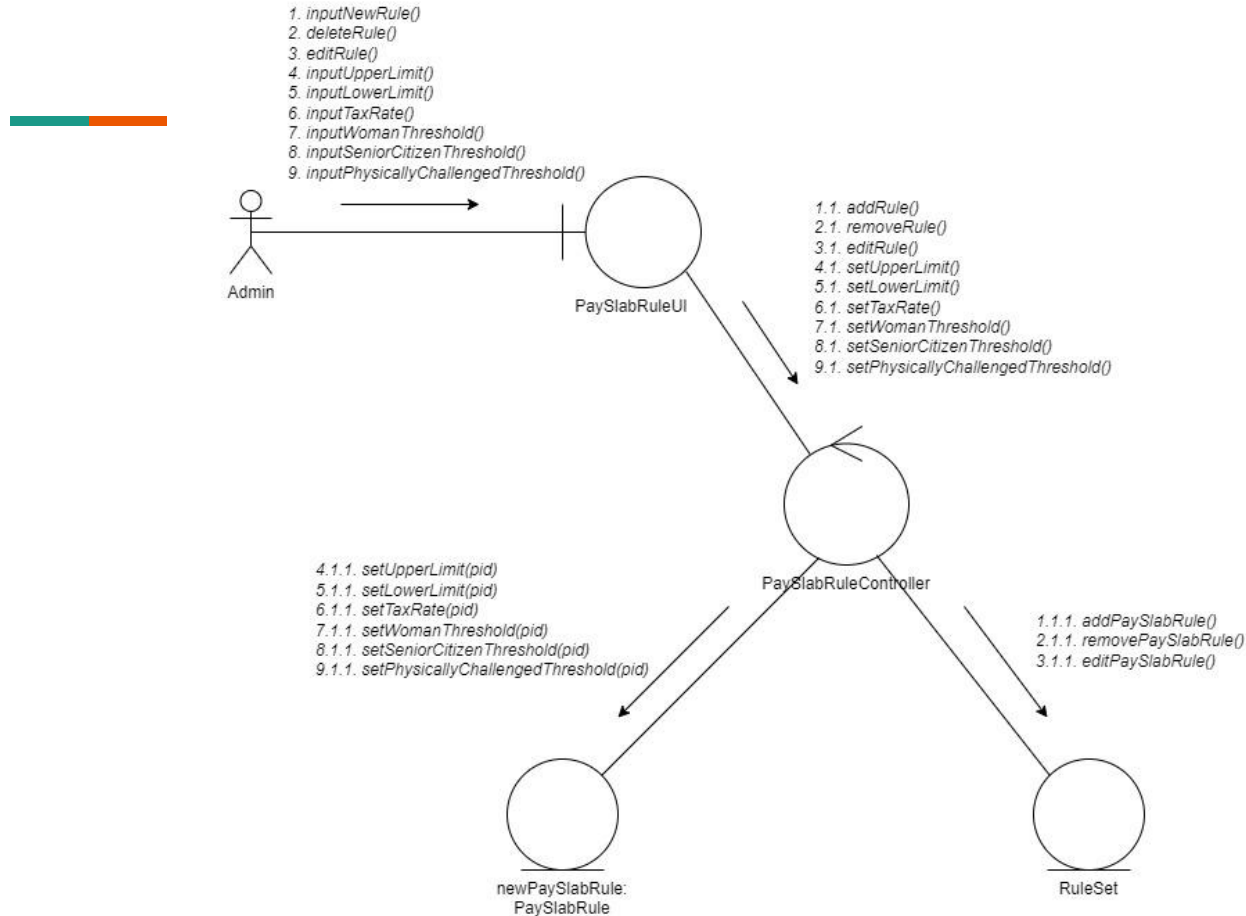 1. inputNewRule()
2. deleteRule()
3. editRule()
4. inputUpperLimit()
5. inputLowerLimit()
6. inputTaxRate()
7. inputWomanThreshold()
8. inputSeniorCitizenThreshold()
9. inputPhysicallyChallengedThreshold()
Admin
PaySlabRuleUI
1.1. addRule()
2.1. removeRule()
3.1. editRule()
4.1. setUpperLimit()
5.1. setLowerLimit()
6.1. setTaxRate()
7.1. setWomanThreshold()
8.1. setSeniorCitizenThreshold()
9.1. setPhysicallyChallengedThreshold()
PaySlabRuleController
4.1.1. setUpperLimit(pid)
5.1.1. setLowerLimit(pid)
6.1.1. setTaxRate(pid)
7.1.1. setWomanThreshold(pid)
8.1.1. setSeniorCitizenThreshold(pid)
9.1.1. setPhysicallyChallengedThreshold(pid)
1.1.1. addPaySlabRule()
2.1.1. removePaySlabRule()
3.1.1. editPaySlabRule()
newPaySlabRule:
PaySlabRule
RuleSet